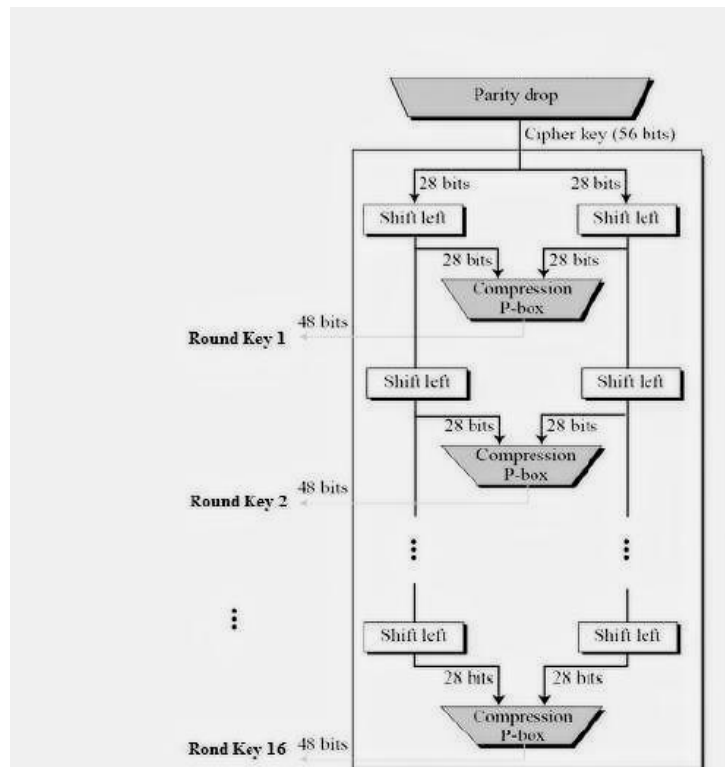 Parity drop
Cipher key (56 bits)
28 bits
28 bits
Shift left
Shift left
28 bits
28 bits
Compression
P-box
48 bits
Round Key 1
Shift left
Shift left
28 bits
28 bits
Compression
P-box
48 bits
Round Key 2
Shift left
Shift left
28 bits
28 bits
Compression
P-box
48 bits
Rond Key 16